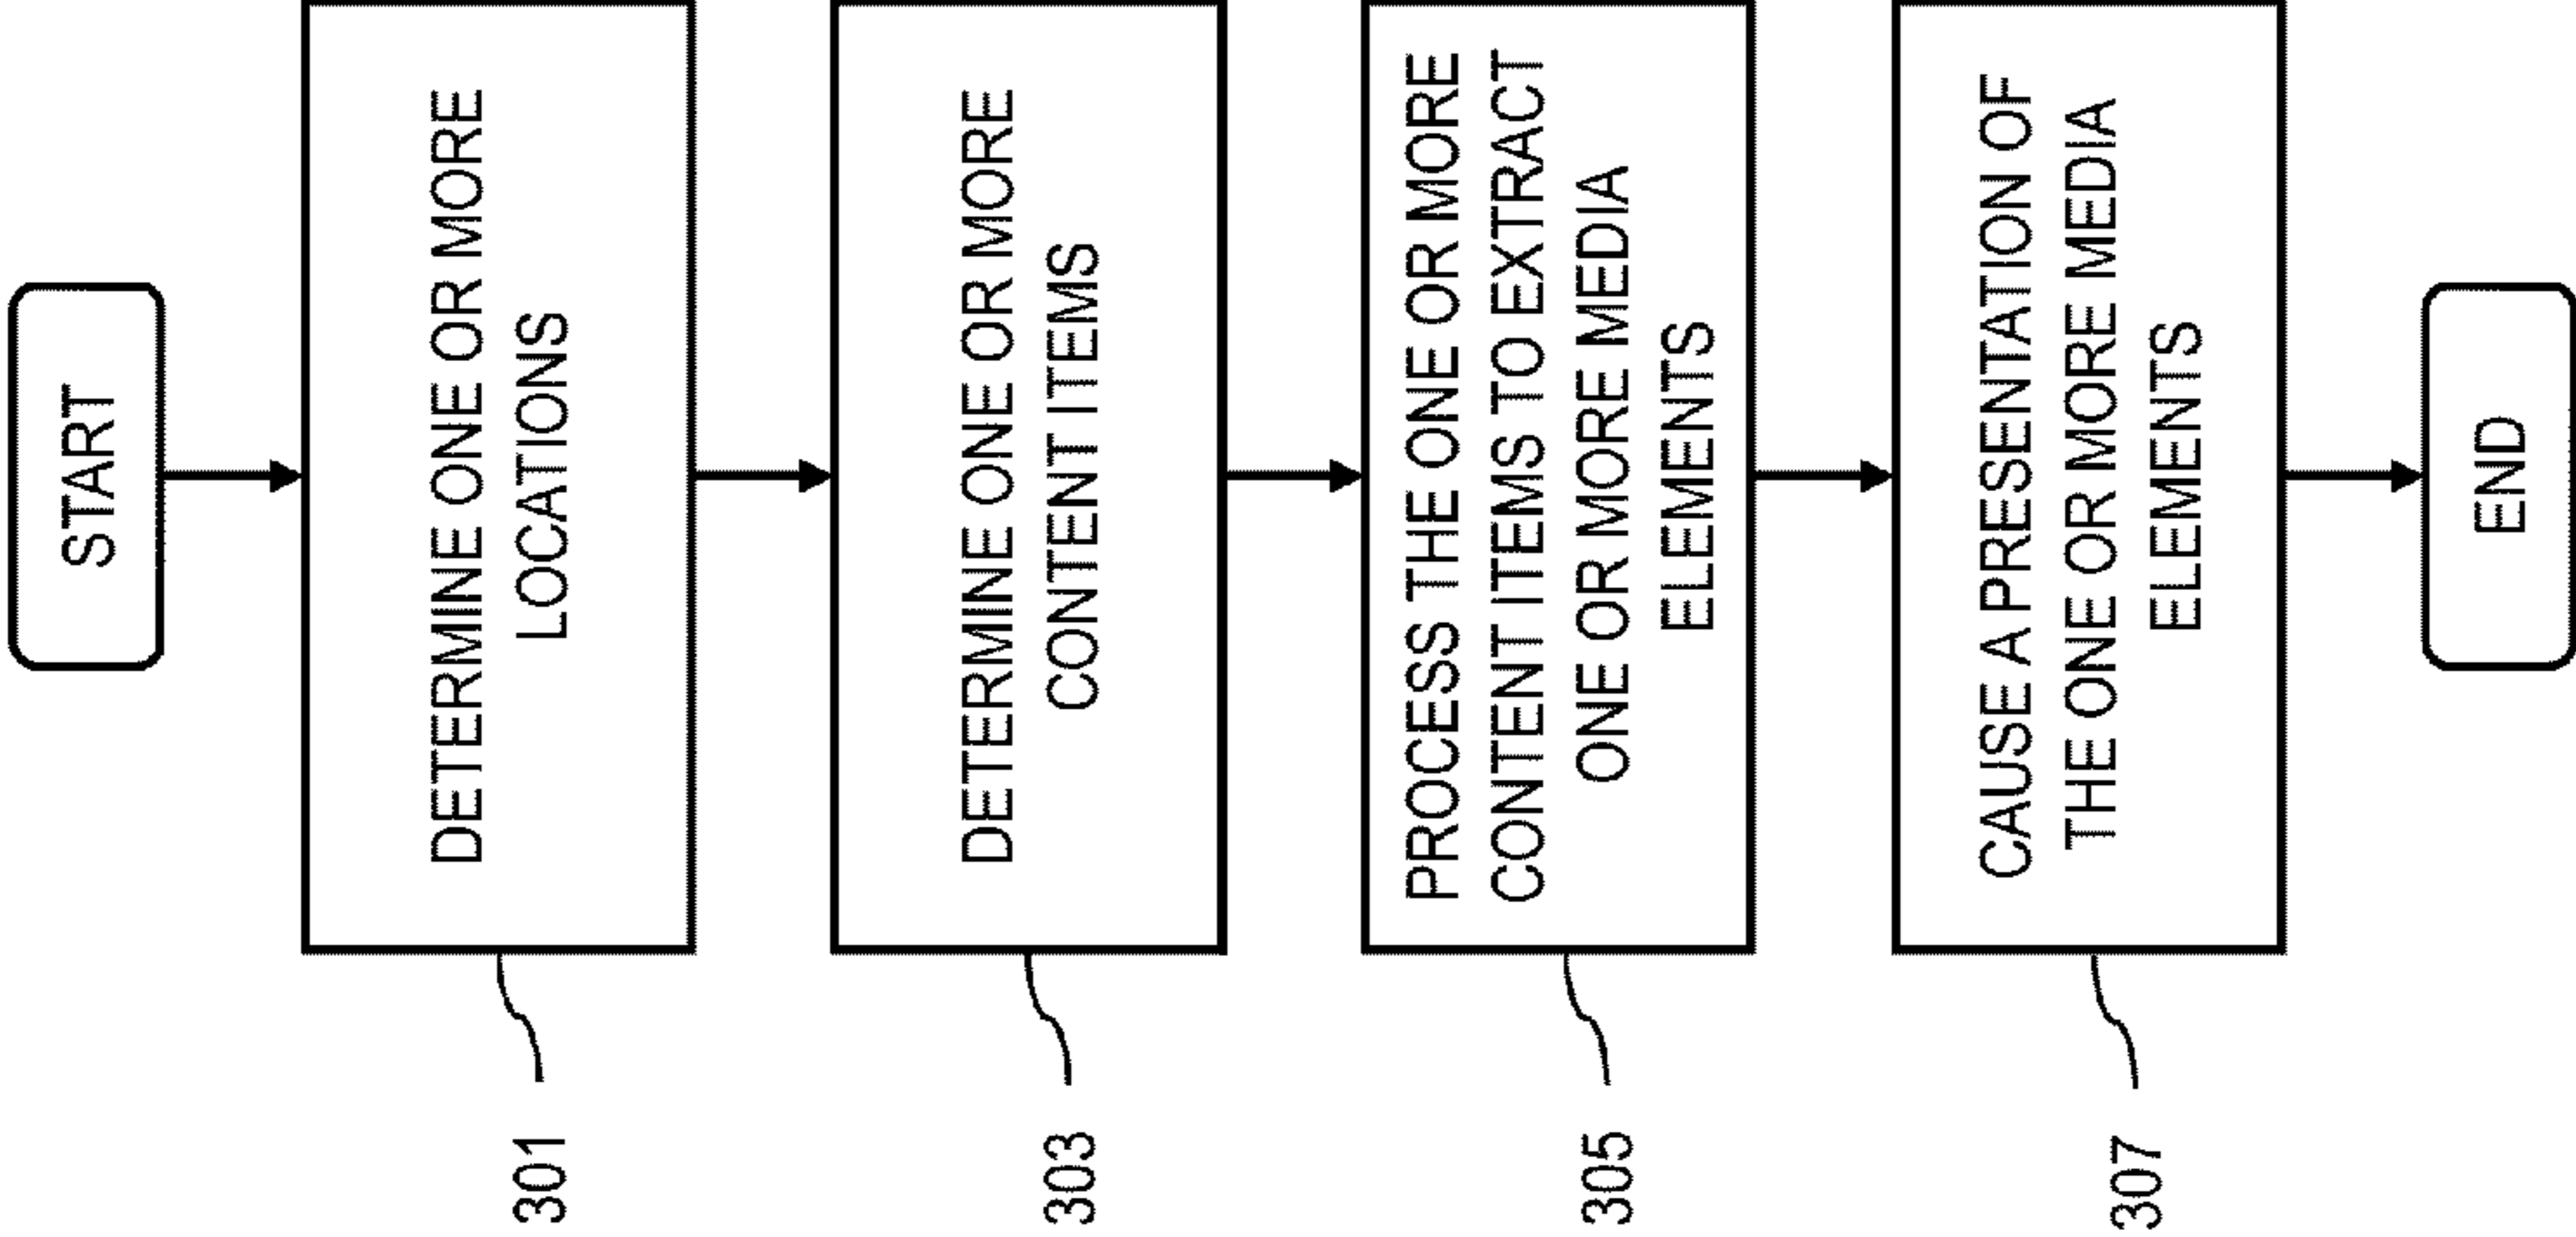 START
DETERMINE ONE OR MORE
LOCATIONS
301
DETERMINE ONE OR MORE
CONTENT ITEMS
303
PROCESS THE ONE OR MORE
CONTENT ITEMS TO EXTRACT
ONE OR MORE MEDIA
ELEMENTS
305
CAUSE A PRESENTATION OF
THE ONE OR MORE MEDIA
ELEMENTS
307
END